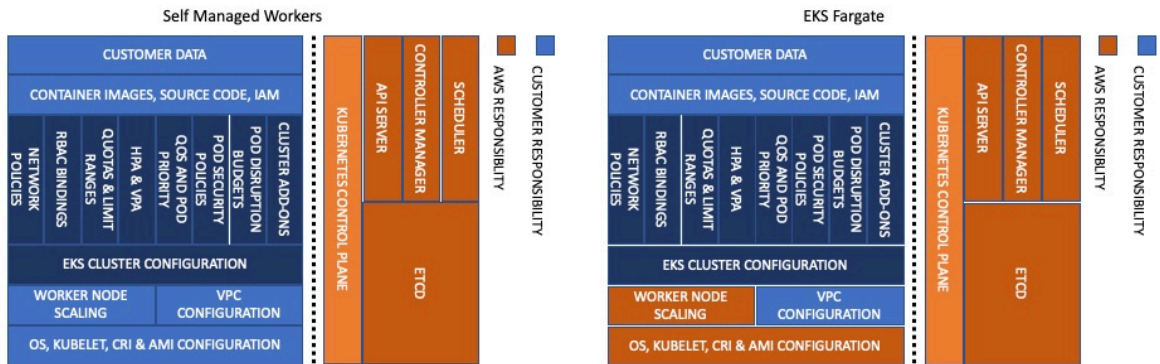 Self Managed Workers
CUSTOMER DATA
CONTAINER IMAGES, SOURCE CODE, IAM
NETWORK
POLICIES
RBAC BINDINGS
QUOTAS & LIMIT
RANGES
HPA & VPA
QOS AND POD
PRIORITY
POD SECURITY
POLICIES
POD DISRUPTION
BUDGETS
CLUSTER ADD-ONS
EKS CLUSTER CONFIGURATION
WORKER NODE
SCALING
VPC
CONFIGURATION
OS, KUBELET, CRI & AMI CONFIGURATION
KUBERNETES CONTROL PLANE
API SERVER
CONTROLLER MANAGER
SCHEDULER
ETCD
AWS RESPONSIBLITY
CUSTOMER RESPONSIBILITY
EKS Fargate
CUSTOMER DATA
CONTAINER IMAGES, SOURCE CODE, IAM
NETWORK
POLICIES
RBAC BINDINGS
QUOTAS & LIMIT
RANGES
HPA & VPA
QOS AND POD
PRIORITY
POD SECURITY
POLICIES
POD DISRUPTION
BUDGETS
CLUSTER ADD-ONS
EKS CLUSTER CONFIGURATION
WORKER NODE
SCALING
VPC
CONFIGURATION
OS, KUBELET, CRI & AMI CONFIGURATION
KUBERNETES CONTROL PLANE
API SERVER
CONTROLLER MANAGER
SCHEDULER
ETCD
AWS RESPONSIBLITY
CUSTOMER RESPONSIBILITY